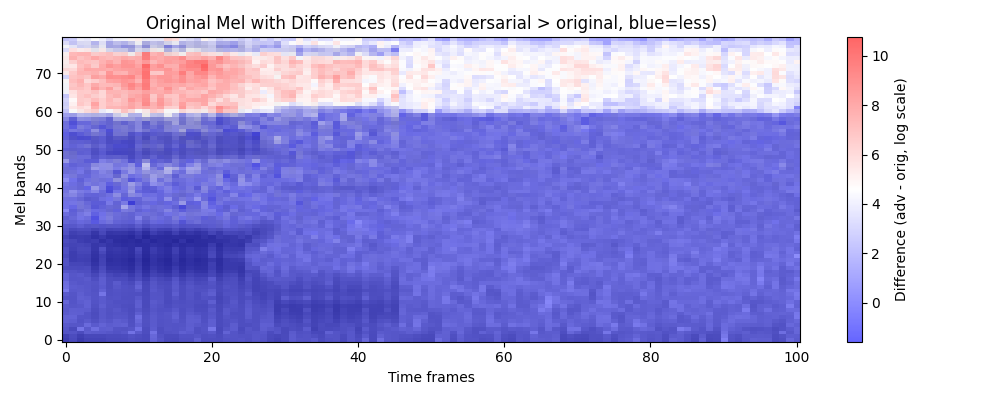 Original Mel with Differences (red=adversarial > original, blue=less)
Mel bands
70
60
50
40
30
20
10
0
0 20 40 60 80 100
Time frames
10
8
6
4
2
0
Difference (adv - orig, log scale)